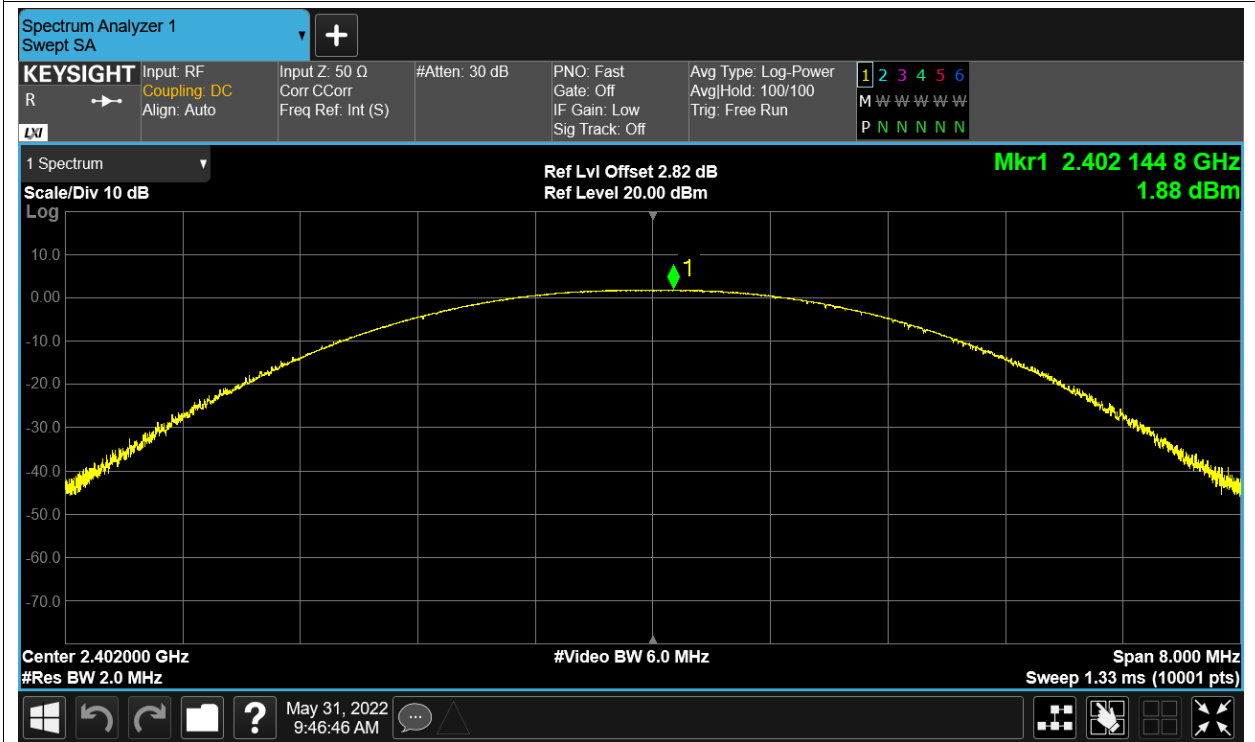 Spectrum Analyzer 1
Swept SA
KEYSIGHT
R
LXI
Input: RF
Coupling: DC
Align: Auto
Input Z: 50 Ω
Corr CCorr
Freq Ref: Int (S)
#Atten: 30 dB
PNO: Fast
Gate: Off
IF Gain: Low
Sig Track: Off
Avg Type: Log-Power
Avg|Hold: 100/100
Trig: Free Run
1 2 3 4 5 6
M W W W W W
P N N N N N
1 Spectrum
Scale/Div 10 dB
Log
Ref Lvl Offset 2.82 dB
Ref Level 20.00 dBm
Mkr1 2.402 144 8 GHz
1.88 dBm
1
10.0
0.00
-10.0
-20.0
-30.0
-40.0
-50.0
-60.0
-70.0
Center 2.402000 GHz
#Video BW 6.0 MHz
Span 8.000 MHz
#Res BW 2.0 MHz
Sweep 1.33 ms (10001 pts)
?
May 31, 2022
9:46:46 AM